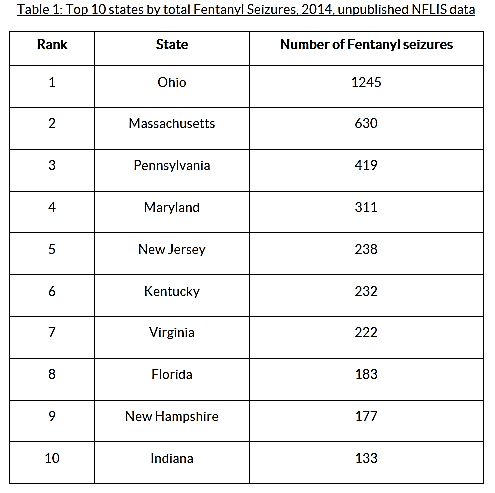 Table 1: Top 10 states by total Fentanyl Seizures, 2014, unpublished NFLIS data
Rank State Number of Fentanyl seizures
1 Ohio 1245
2 Massachusetts 630
3 Pennsylvania 419
4 Maryland 311
5 New Jersey 238
6 Kentucky 232
7 Virginia 222
8 Florida 183
9 New Hampshire 177
10 Indiana 133